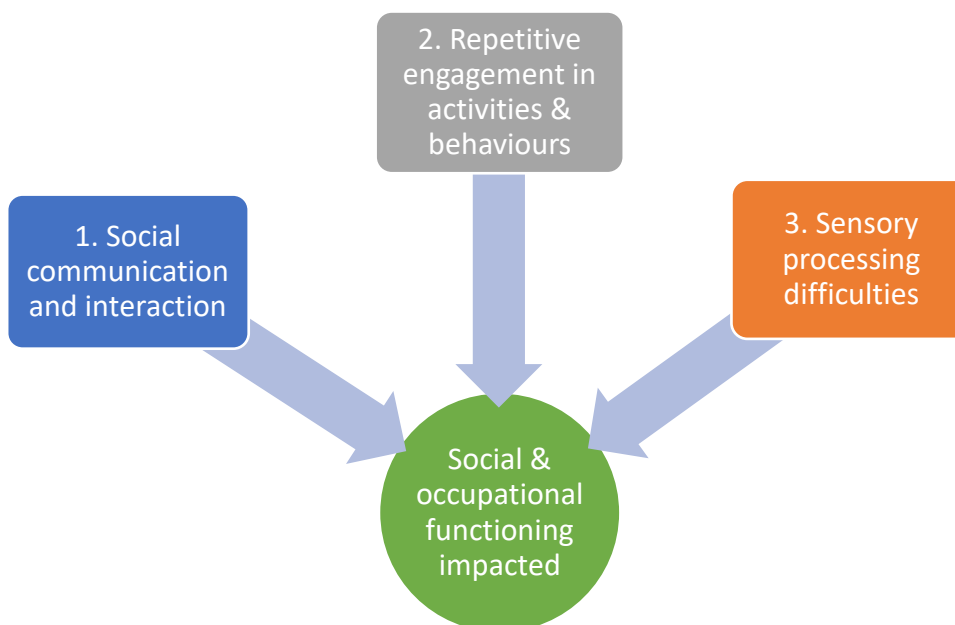 2. Repetitive
engagement in
activities &
behaviours
1. Social
communication
and interaction
3. Sensory
processing
difficulties
Social &
occupational
functioning
impacted